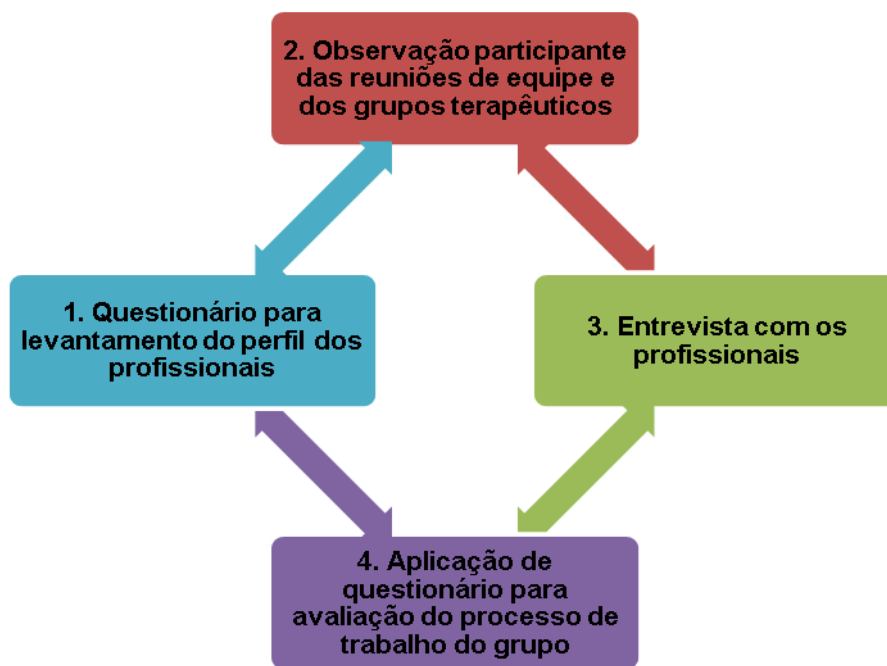 2. Observação participante
das reuniões de equipe e
dos grupos terapêuticos
1. Questionário para
levantamento do perfil dos
profissionais
3. Entrevista com os
profissionais
4. Aplicação de
questionário para
avaliação do processo de
trabalho do grupo